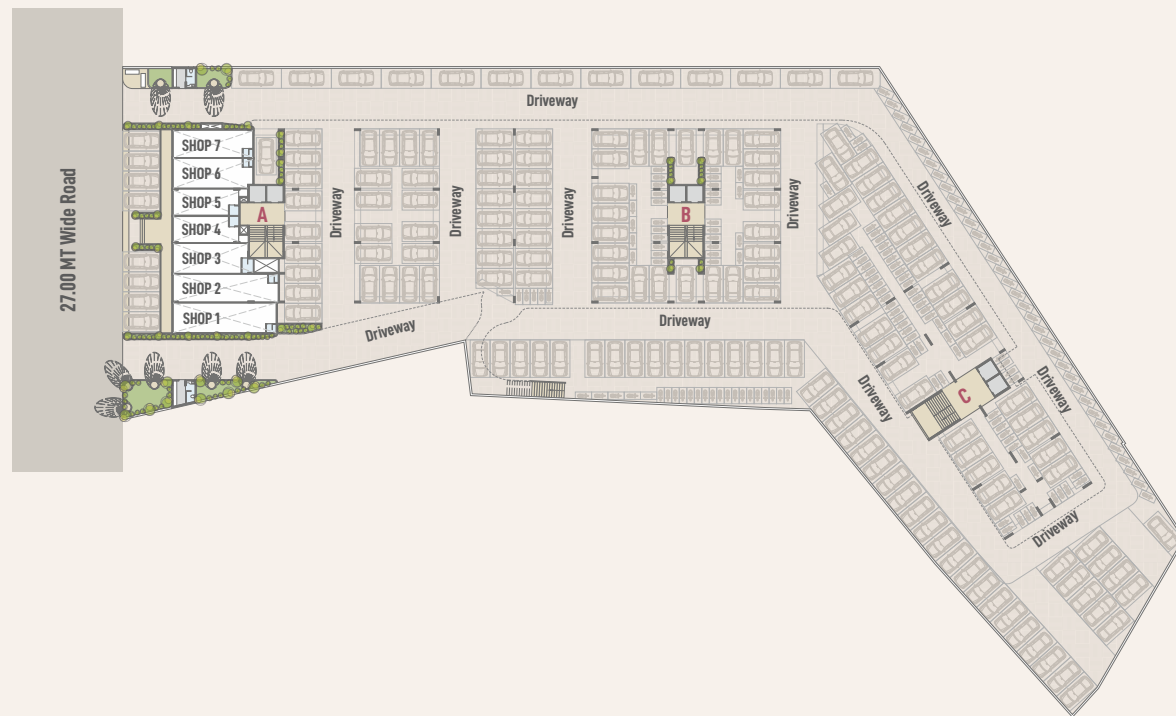 Driveway
SHOP 7
SHOP 6
SHOP 5
SHOP 4
SHOP 3
SHOP 2
SHOP 1
27.00 MT Wide Road
A
Driveway
Driveway
Driveway
B
Driveway
Driveway
Driveway
Driveway
Driveway
C
Driveway
Driveway